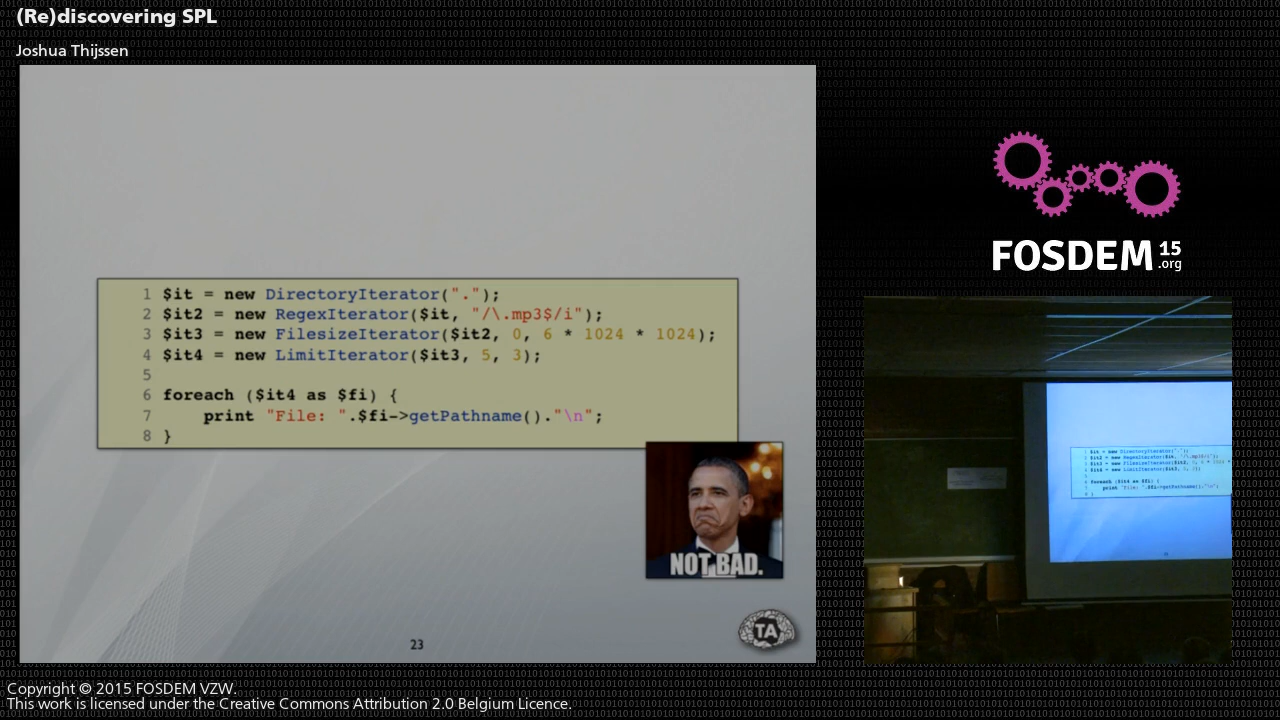 (Re)discovering SPL
Joshua Thijssen
1 $it = new DirectoryIterator(".");
2 $it2 = new RegexIterator($it, "/\.mp3$/i");
3 $it3 = new FilesizeIterator($it2, 0, 6 * 1024 * 1024);
4 $it4 = new LimitIterator($it3, 5, 3);
5
6 foreach ($it4 as $fi) {
7 print "File: ".$fi->getPathname()."\n";
8 }
NOT BAD.
TA
23
FOSDEM 15
.org
Copyright © 2015 FOSDEM VZW.
This work is licensed under the Creative Commons Attribution 2.0 Belgium Licence.